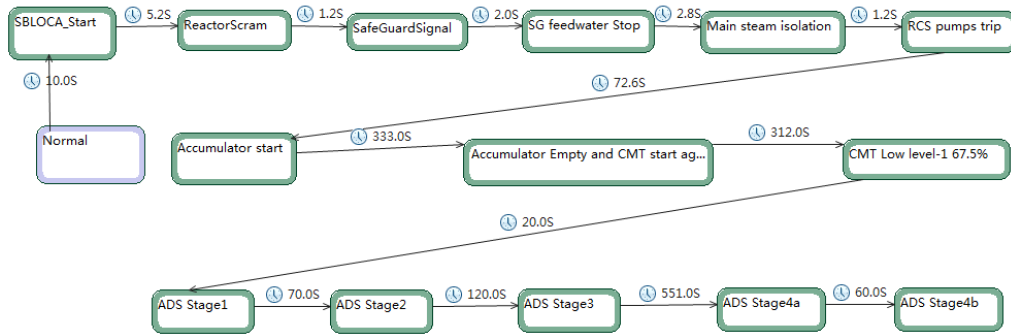 SBLOCA_Start
5.2S
ReactorScram
1.2S
SafeGuardSignal
2.0S
SG feedwater Stop
2.8S
Main steam isolation
1.2S
RCS pumps trip
10.0S
72.6S
Normal
Accumulator start
333.0S
Accumulator Empty and CMT start ag...
312.0S
CMT Low level-1 67.5%
20.0S
ADS Stage1
70.0S
ADS Stage2
120.0S
ADS Stage3
551.0S
ADS Stage4a
60.0S
ADS Stage4b